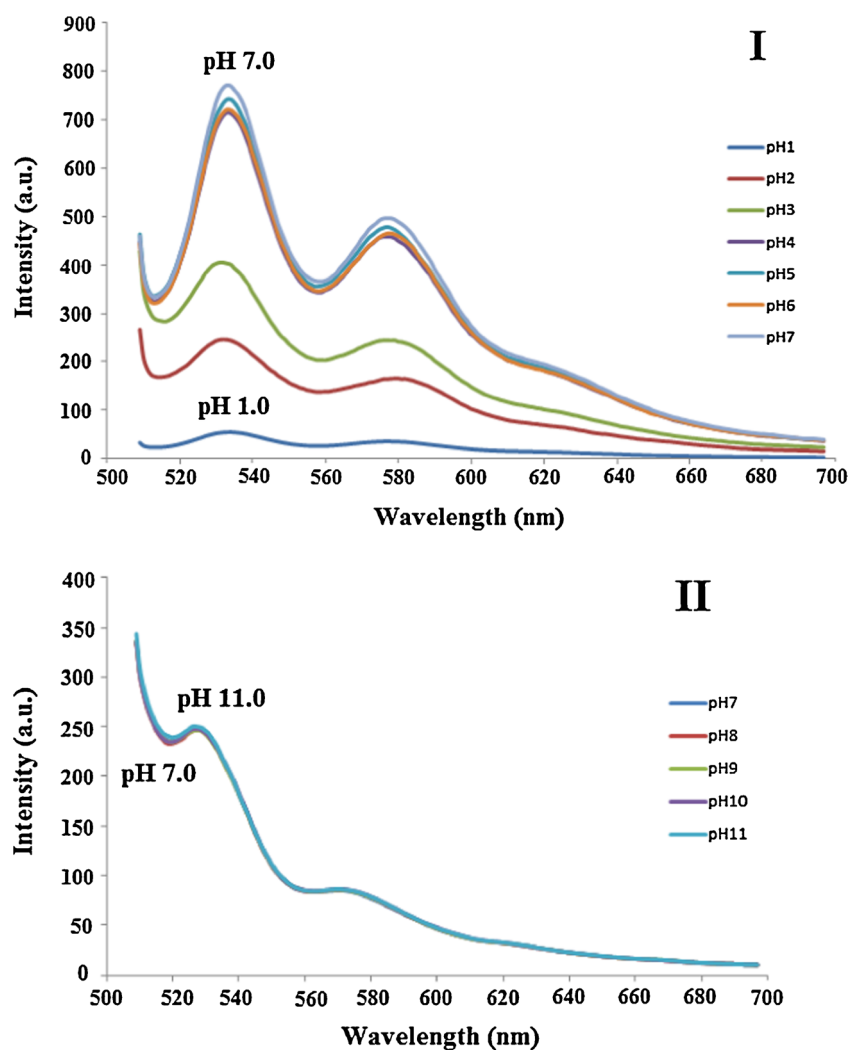 I
900
800
700
600
500
400
300
200
100
0
Intensity (a.u.)
pH 7.0
pH 1.0
pH1
pH2
pH3
pH4
pH5
pH6
pH7
500 520 540 560 580 600 620 640 660 680 700
Wavelength (nm)
II
400
350
300
250
200
150
100
50
0
Intensity (a.u.)
pH 11.0
pH 7.0
pH7
pH8
pH9
pH10
pH11
500 520 540 560 580 600 620 640 660 680 700
Wavelength (nm)